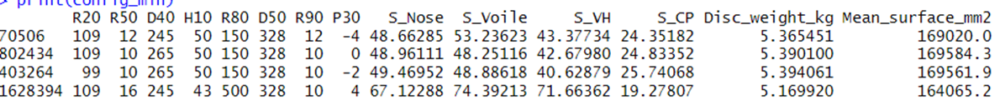 > print(config_min)
R20 R50 D40 H10 R80 D50 R90 P30 S_Nose S_Voile S_VH S_CP Disc_weight_kg Mean_surface_mm2
70506 109 12 245 50 150 328 12 -4 48.66285 53.23623 43.37734 24.35182 5.365451 169020.0
802434 109 10 265 50 150 328 10 0 48.96111 48.25116 42.67980 24.83352 5.390100 169584.3
403264 99 10 265 50 150 328 10 -2 49.46952 48.88618 40.62879 25.74068 5.394061 169561.9
1628394 109 16 245 43 500 328 10 4 67.12288 74.39213 71.66362 19.27807 5.169920 164065.2